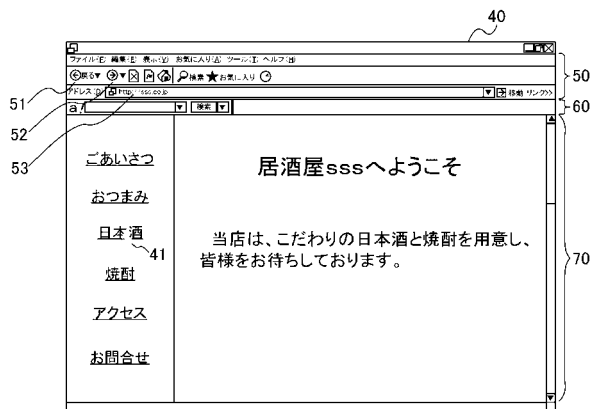 40
ファイル(F) 編集(E) 表示(V) お気に入り(A) ツール(T) ヘルプ(H)
戻る 検索 お気に入り
50
51
アドレス http://sss.co.jp 移動 リンク>>
52
a/ 検索
60
53
ごあいさつ
居酒屋sssへようこそ
おつまみ
日本酒
41
当店は、こだわりの日本酒と焼酎を用意し、
皆様をお待ちしております。
70
焼酎
アクセス
お問合せ